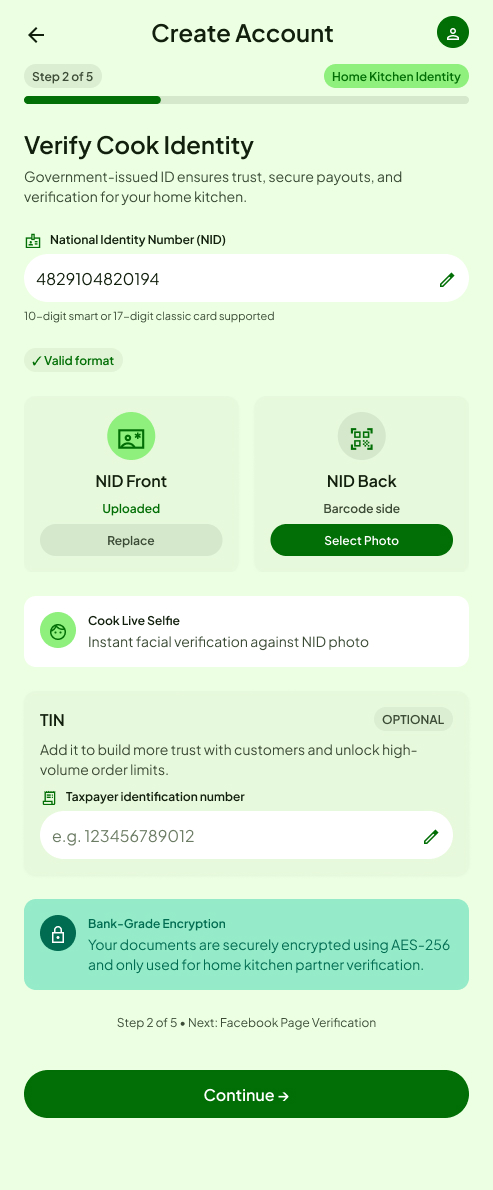 Create Account
Step 2 of 5
Home Kitchen Identity
Verify Cook Identity
Government-issued ID ensures trust, secure payouts, and
verification for your home kitchen.
National Identity Number (NID)
4829104820194
10-digit smart or 17-digit classic card supported
✓ Valid format
NID Front
Uploaded
Replace
NID Back
Barcode side
Select Photo
Cook Live Selfie
Instant facial verification against NID photo
TIN
OPTIONAL
Add it to build more trust with customers and unlock high-
volume order limits.
Taxpayer identification number
e.g. 123456789012
Bank-Grade Encryption
Your documents are securely encrypted using AES-256
and only used for home kitchen partner verification.
Step 2 of 5 • Next: Facebook Page Verification
Continue →